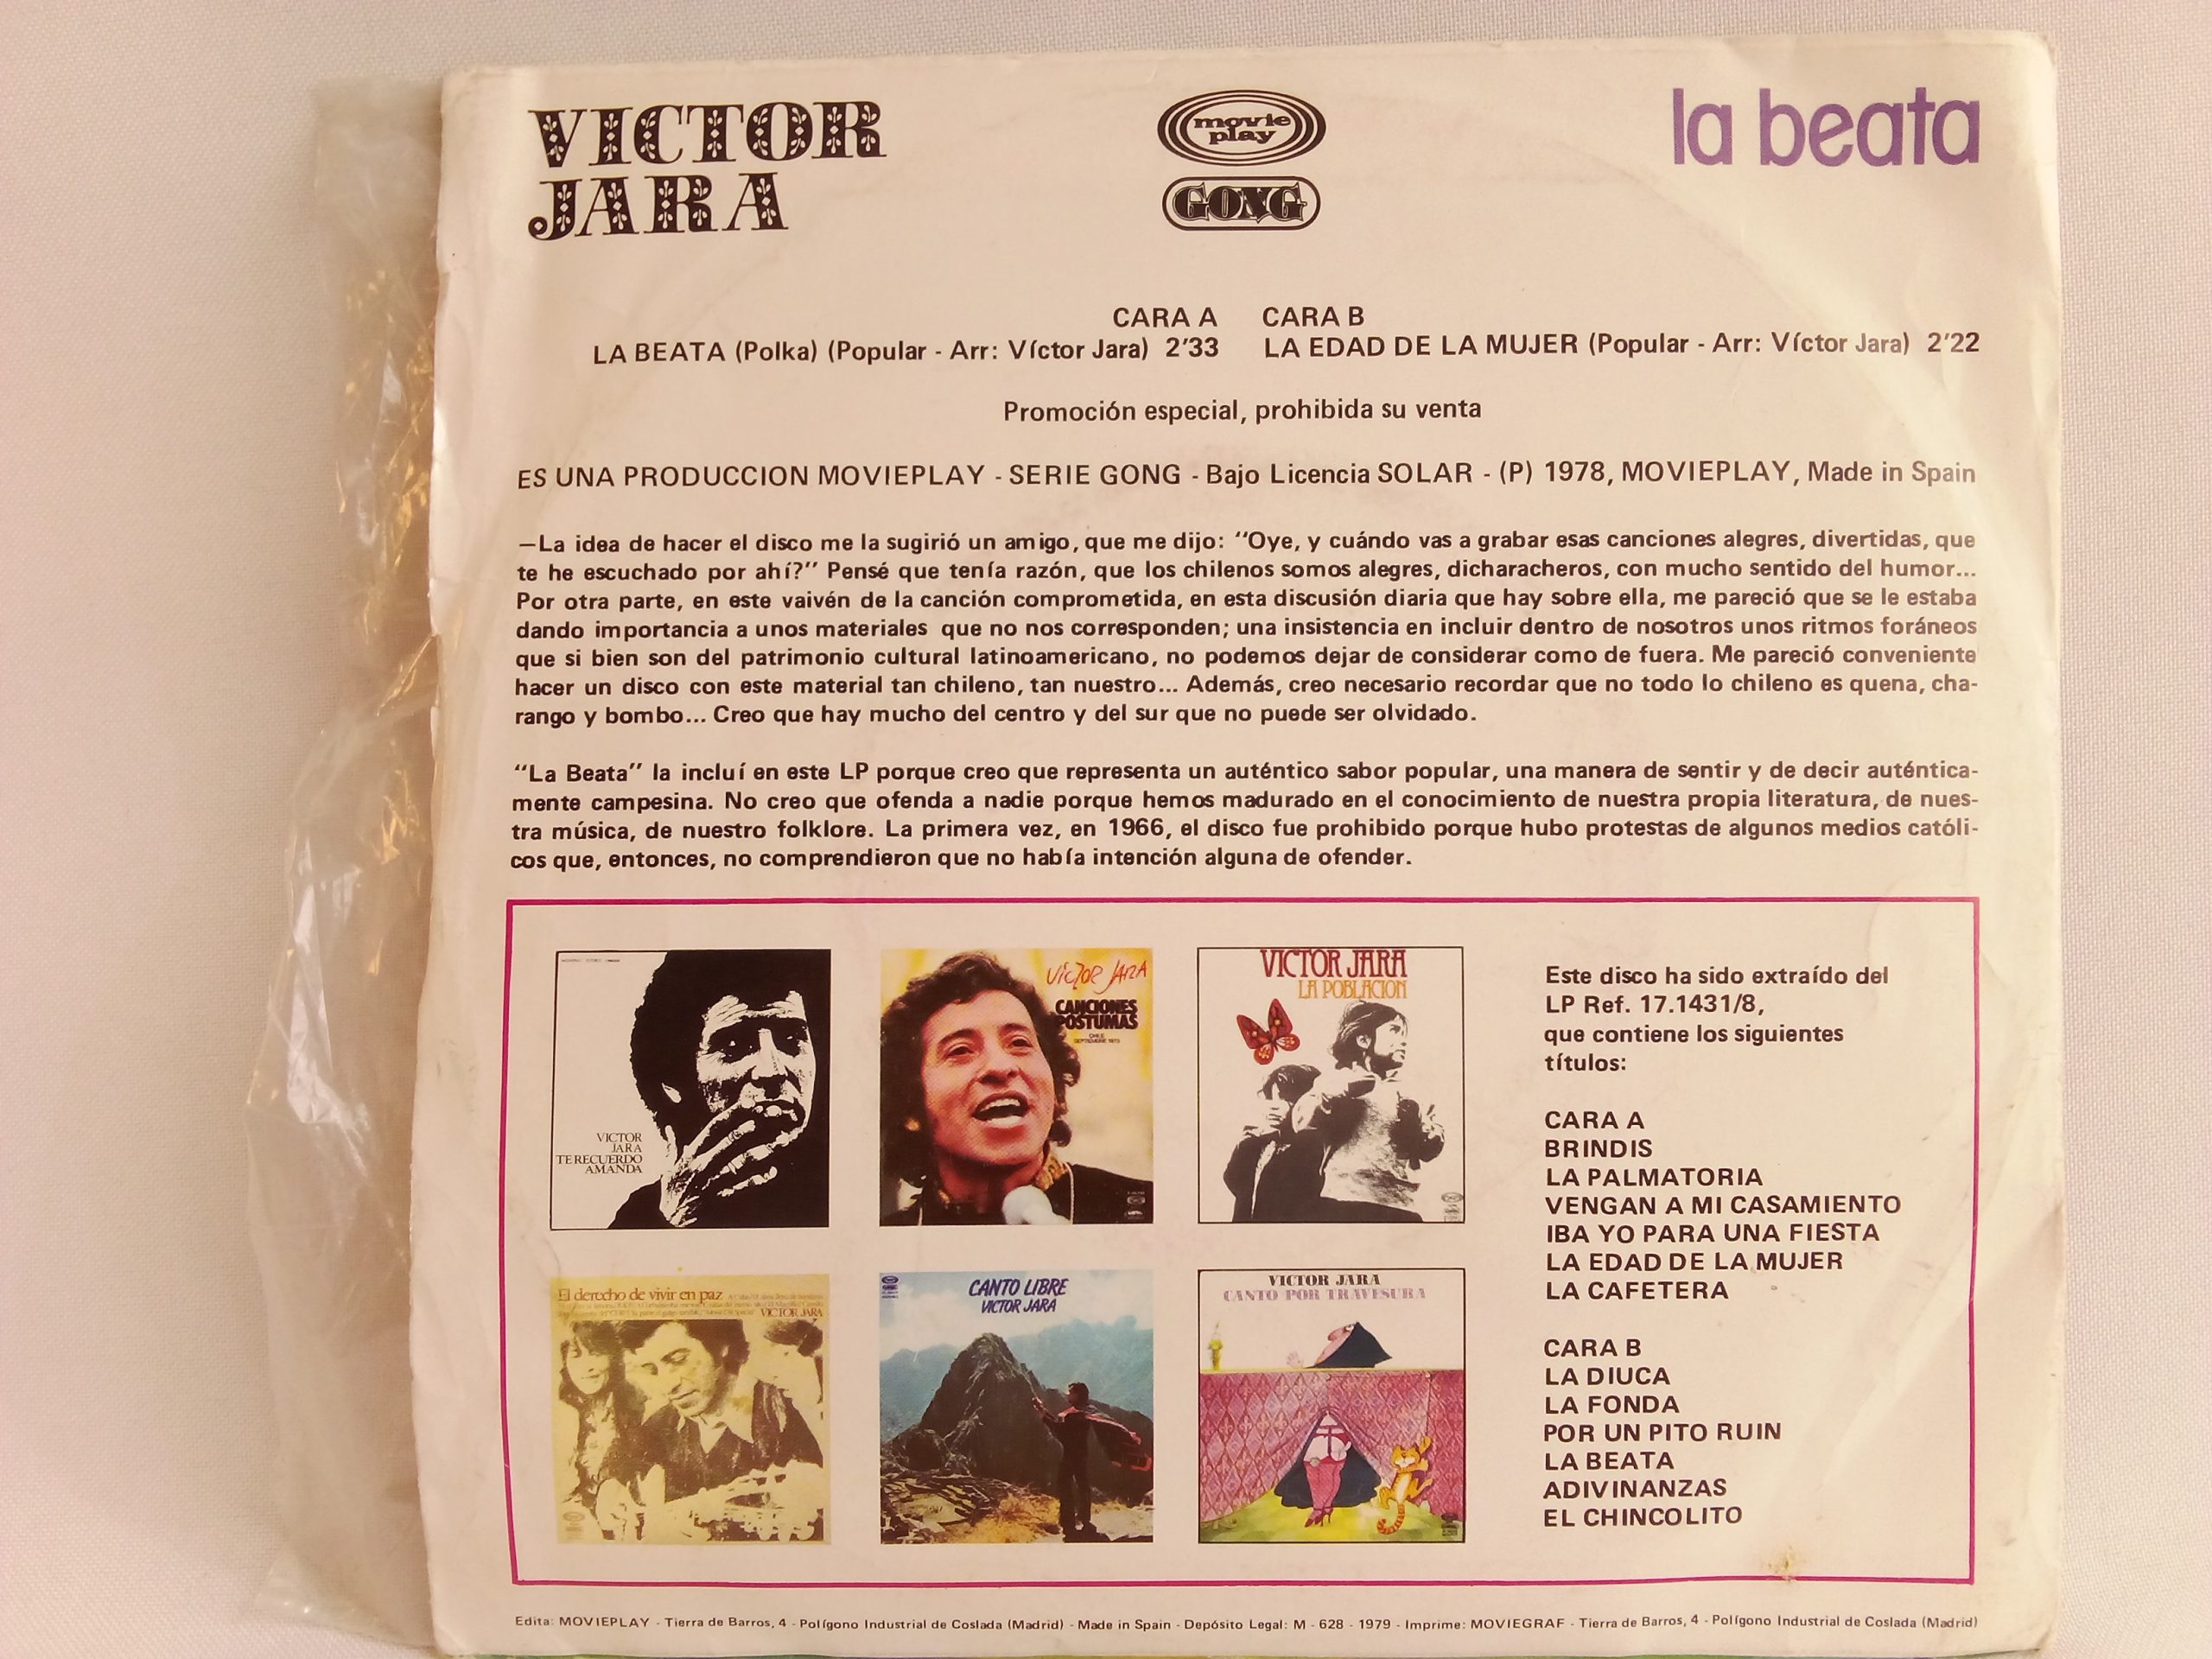 VICTOR
JARA
movie
play
GONG
la beata
CARA A
LA BEATA (Polka) (Popular - Arr: Víctor Jara) 2'33
CARA B
LA EDAD DE LA MUJER (Popular - Arr: Víctor Jara) 2'22
Promoción especial, prohibida su venta
ES UNA PRODUCCION MOVIEPLAY - SERIE GONG - Bajo Licencia SOLAR - (P) 1978, MOVIEPLAY, Made in Spain
—La idea de hacer el disco me la sugirió un amigo, que me dijo: “Oye, y cuándo vas a grabar esas canciones alegres, divertidas, que
te he escuchado por ahí?” Pensé que tenía razón, que los chilenos somos alegres, dicharacheros, con mucho sentido del humor...
Por otra parte, en este vaivén de la canción comprometida, en esta discusión diaria que hay sobre ella, me pareció que se le estaba
dando importancia a unos materiales que no nos corresponden; una insistencia en incluir dentro de nosotros unos ritmos foráneos
que si bien son del patrimonio cultural latinoamericano, no podemos dejar de considerar como de fuera. Me pareció conveniente
hacer un disco con este material tan chileno, tan nuestro... Además, creo necesario recordar que no todo lo chileno es quena, cha-
rango y bombo... Creo que hay mucho del centro y del sur que no puede ser olvidado.
“La Beata” la incluí en este LP porque creo que representa un auténtico sabor popular, una manera de sentir y de decir auténtica-
mente campesina. No creo que ofenda a nadie porque hemos madurado en el conocimiento de nuestra propia literatura, de nues-
tra música, de nuestro folklore. La primera vez, en 1966, el disco fue prohibido porque hubo protestas de algunos medios católi-
cos que, entonces, no comprendieron que no había intención alguna de ofender.
VICTOR
JARA
TE RECUERDO
AMANDA
VICTOR JARA
CANCIONES
POSTUMAS
CHILE
SEPTIEMBRE 1973
VICTOR JARA
LA POBLACION
El derecho de vivir en paz
VICTOR JARA
CANTO LIBRE
VICTOR JARA
VICTOR JARA
CANTO POR TRAVESURA
Este disco ha sido extraído del
LP Ref. 17.1431/8,
que contiene los siguientes
títulos:
CARA A
BRINDIS
LA PALMATORIA
VENGAN A MI CASAMIENTO
IBA YO PARA UNA FIESTA
LA EDAD DE LA MUJER
LA CAFETERA
CARA B
LA DIUCA
LA FONDA
POR UN PITO RUIN
LA BEATA
ADIVINANZAS
EL CHINCOLITO
Edita: MOVIEPLAY - Tierra de Barros, 4 - Polígono Industrial de Coslada (Madrid) - Made in Spain - Depósito Legal: M - 628 - 1979 - Imprime: MOVIEGRAF - Tierra de Barros, 4 - Polígono Industrial de Coslada (Madrid)